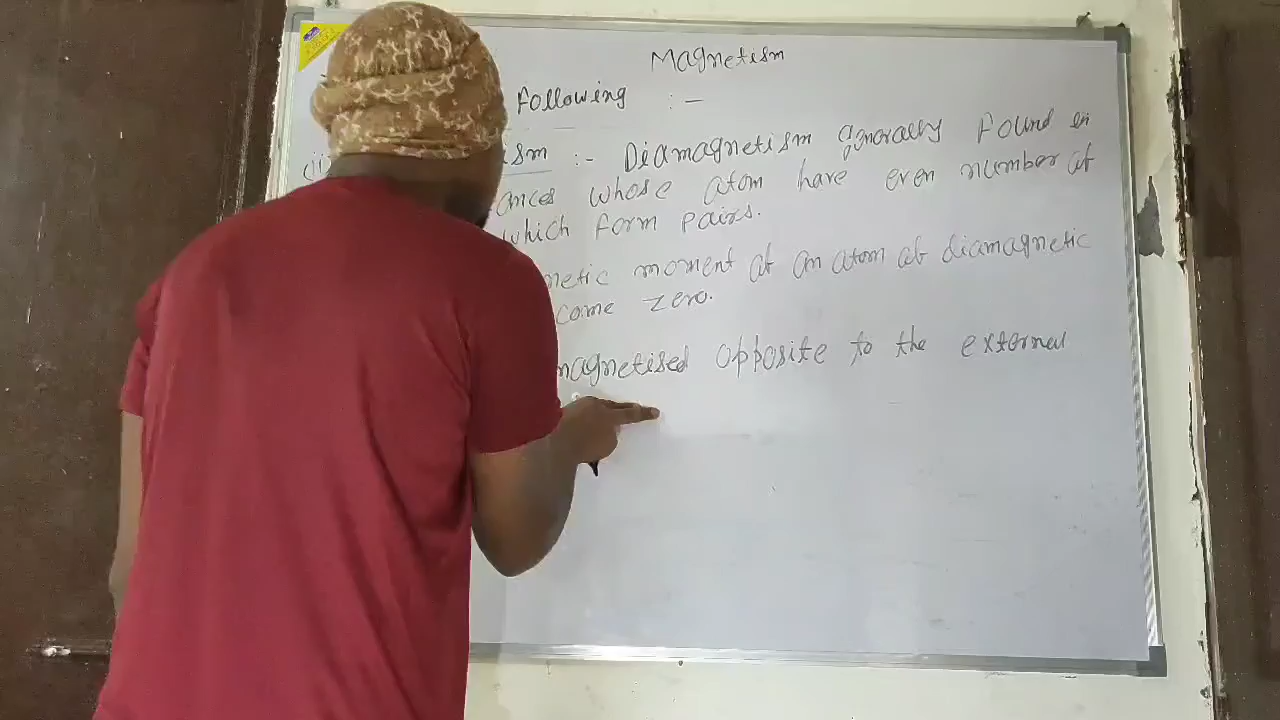 Magnetism
Following :-
(i) ism :- Diamagnetism generally found in
ances whose atom have even number of
which form pairs.
netic moment of an atom of diamagnetic
come zero.
magnetised opposite to the external